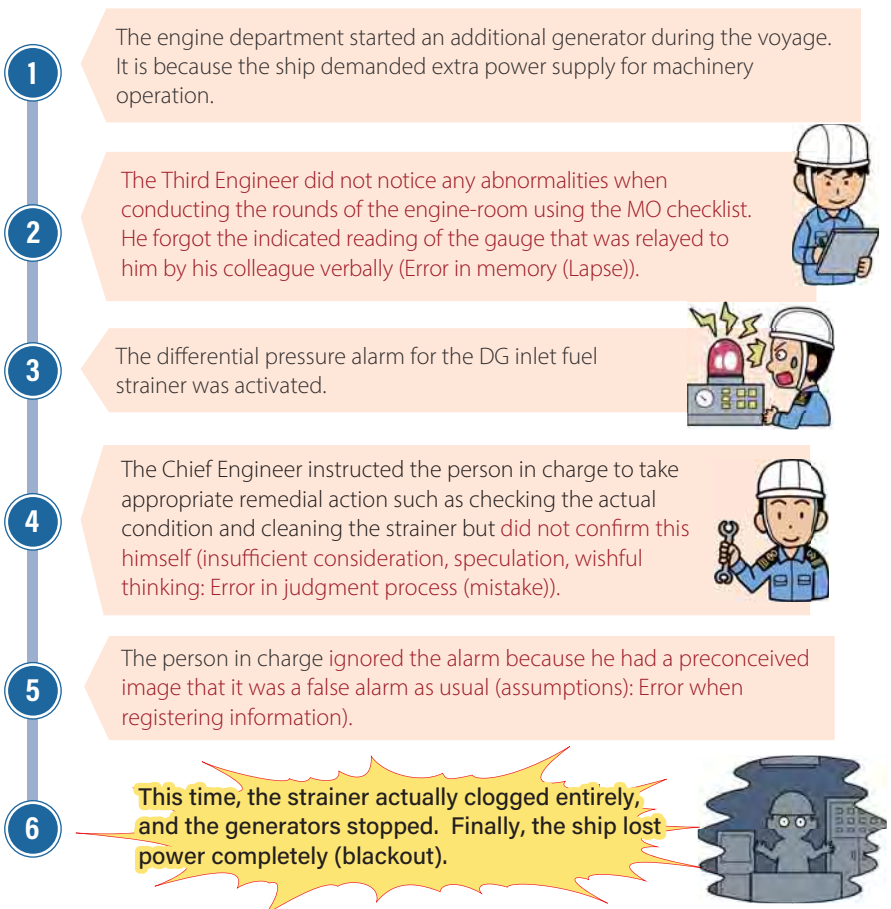 1
The engine department started an additional generator during the voyage.
It is because the ship demanded extra power supply for machinery
operation.
2
The Third Engineer did not notice any abnormalities when
conducting the rounds of the engine-room using the MO checklist.
He forgot the indicated reading of the gauge that was relayed to
him by his colleague verbally (Error in memory (Lapse)).
3
The differential pressure alarm for the DG inlet fuel
strainer was activated.
4
The Chief Engineer instructed the person in charge to take
appropriate remedial action such as checking the actual
condition and cleaning the strainer but did not confirm this
himself (insufficient consideration, speculation, wishful
thinking: Error in judgment process (mistake)).
5
The person in charge ignored the alarm because he had a preconceived
image that it was a false alarm as usual (assumptions): Error when
registering information).
6
This time, the strainer actually clogged entirely,
and the generators stopped. Finally, the ship lost
power completely (blackout).